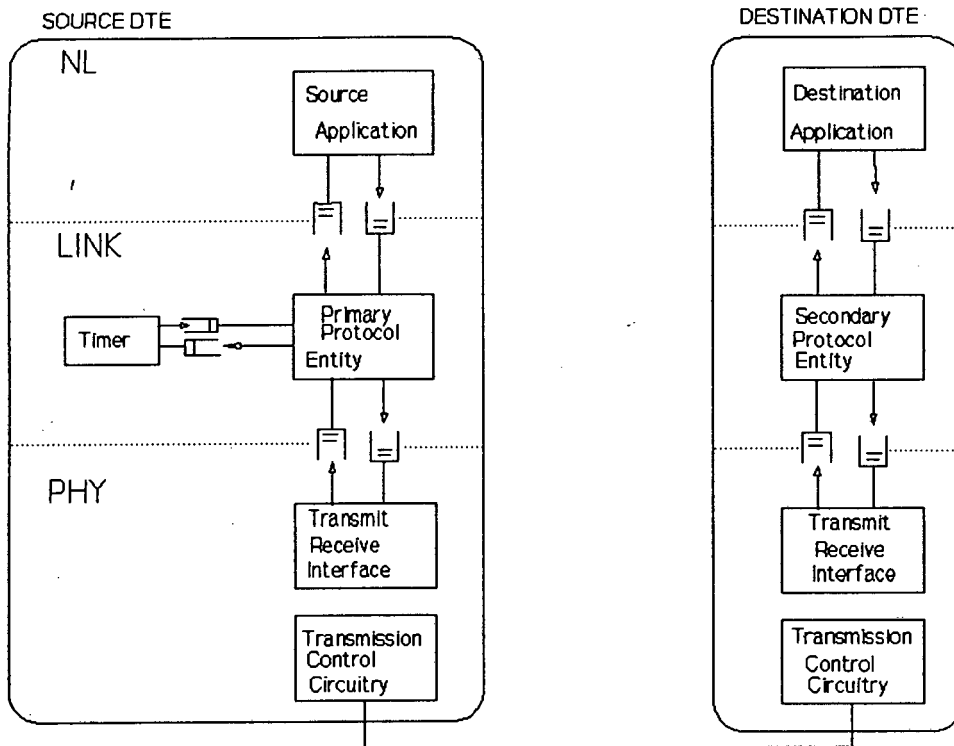 SOURCE DTE
NL
Source
Application
LINK
Timer
Primary
Protocol
Entity
PHY
Transmit
Receive
Interface
Transmission
Control
Circuitry
DESTINATION DTE
Destination
Application
Secondary
Protocol
Entity
Transmit
Receive
Interface
Transmission
Control
Circuitry